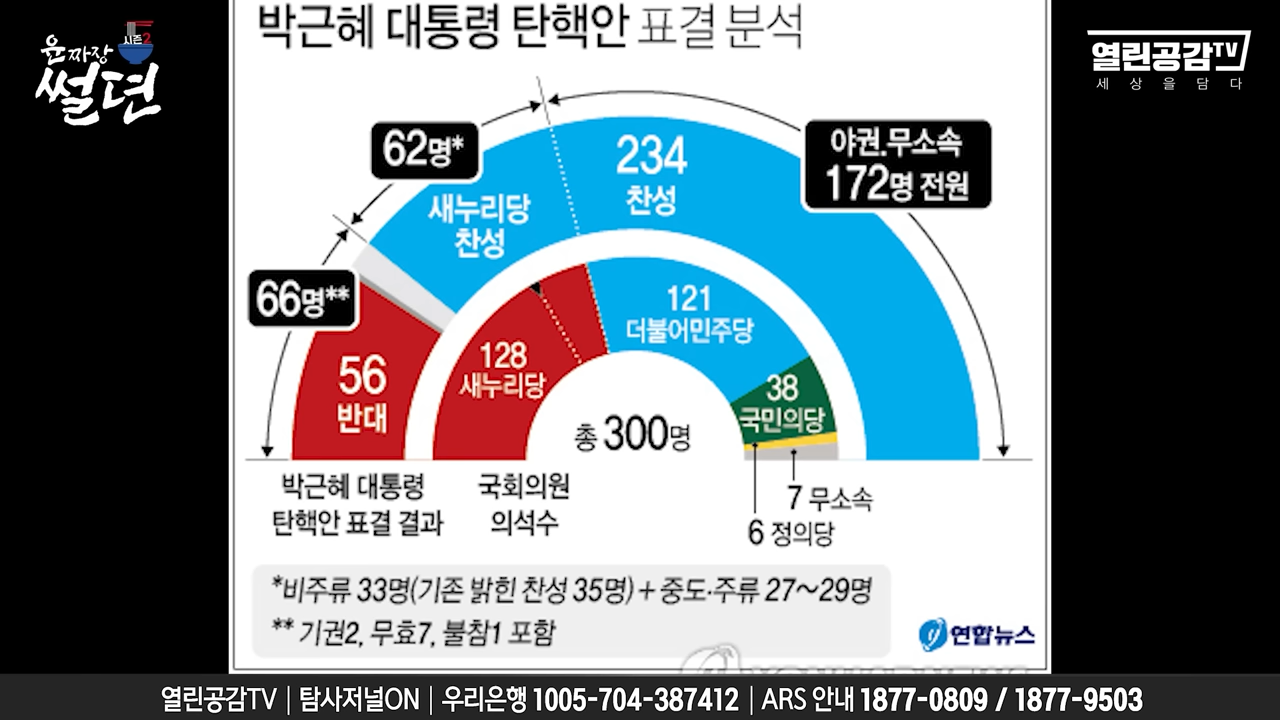 박근혜 대통령 탄핵안 표결 분석
윤짜장
시즌2
썰뎐
열린공감TV
세상을담다
62명*
234
찬성
야권.무소속
172명 전원
새누리당
찬성
66명**
56
반대
128
새누리당
121
더불어민주당
38
국민의당
총 300명
7 무소속
6 정의당
박근혜 대통령
탄핵안 표결 결과
국회의원
의석수
*비주류 33명(기존 밝힌 찬성 35명)+중도·주류 27~29명
** 기권2, 무효7, 불참1 포함
연합뉴스
열린공감TV | 탐사저널ON | 우리은행 1005-704-387412 | ARS 안내 1877-0809 / 1877-9503